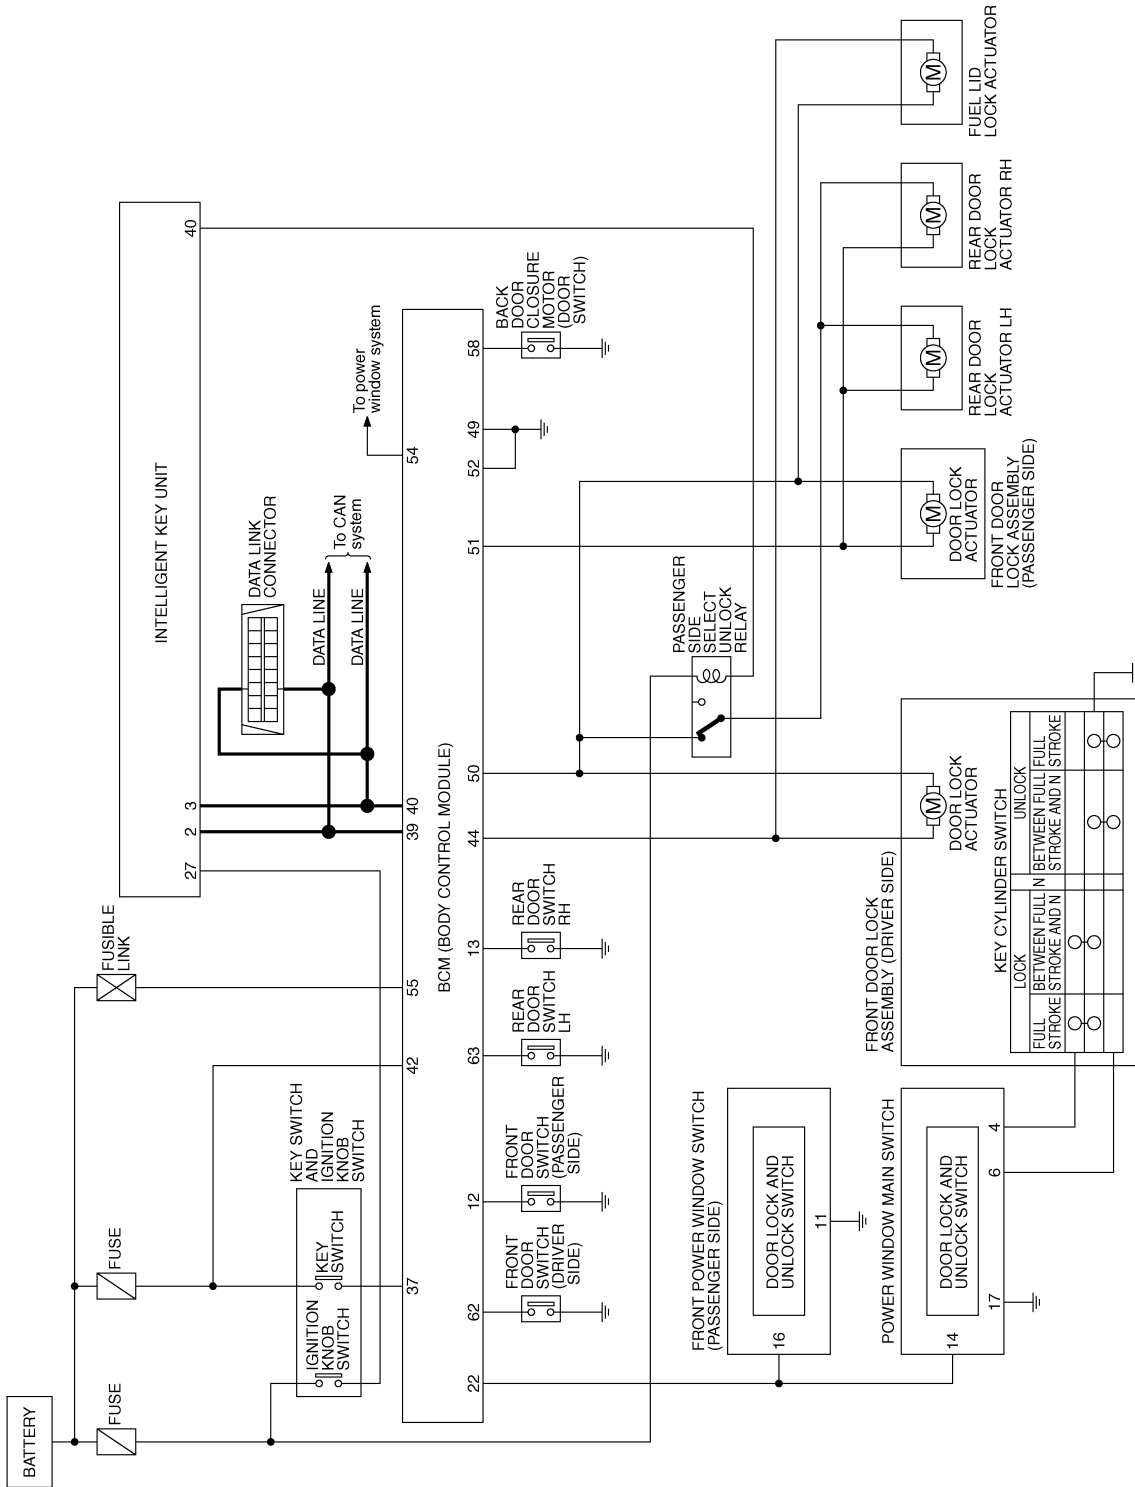 BATTERY
FUSE
FUSE
FUSIBLE
LINK
INTELLIGENT KEY UNIT
27
2
3
40
DATA LINK
CONNECTOR
DATA LINE
DATA LINE
To CAN
system
To power
window system
KEY SWITCH
AND
IGNITION
KNOB
SWITCH
IGNITION
KNOB
SWITCH
KEY
SWITCH
37
42
55
39
40
54
BCM (BODY CONTROL MODULE)
22
62
12
63
13
44
50
51
52
49
58
FRONT
DOOR
SWITCH
(DRIVER
SIDE)
FRONT
DOOR
SWITCH
(PASSENGER
SIDE)
REAR
DOOR
SWITCH
LH
REAR
DOOR
SWITCH
RH
BACK
DOOR
CLOSURE
MOTOR
(DOOR
SWITCH)
PASSENGER
SIDE
SELECT
UNLOCK
RELAY
FRONT POWER WINDOW SWITCH
(PASSENGER SIDE)
DOOR LOCK AND
UNLOCK SWITCH
16
11
POWER WINDOW MAIN SWITCH
DOOR LOCK AND
UNLOCK SWITCH
14
17
6
4
FRONT DOOR LOCK
ASSEMBLY (DRIVER SIDE)
M
DOOR LOCK
ACTUATOR
KEY CYLINDER SWITCH
LOCK
N
UNLOCK
FULL
STROKE
BETWEEN FULL
STROKE AND N
BETWEEN FULL
STROKE AND N
FULL
STROKE
M
DOOR LOCK
ACTUATOR
FRONT DOOR
LOCK ASSEMBLY
(PASSENGER SIDE)
M
REAR DOOR
LOCK
ACTUATOR LH
M
REAR DOOR
LOCK
ACTUATOR RH
M
FUEL LID
LOCK ACTUATOR